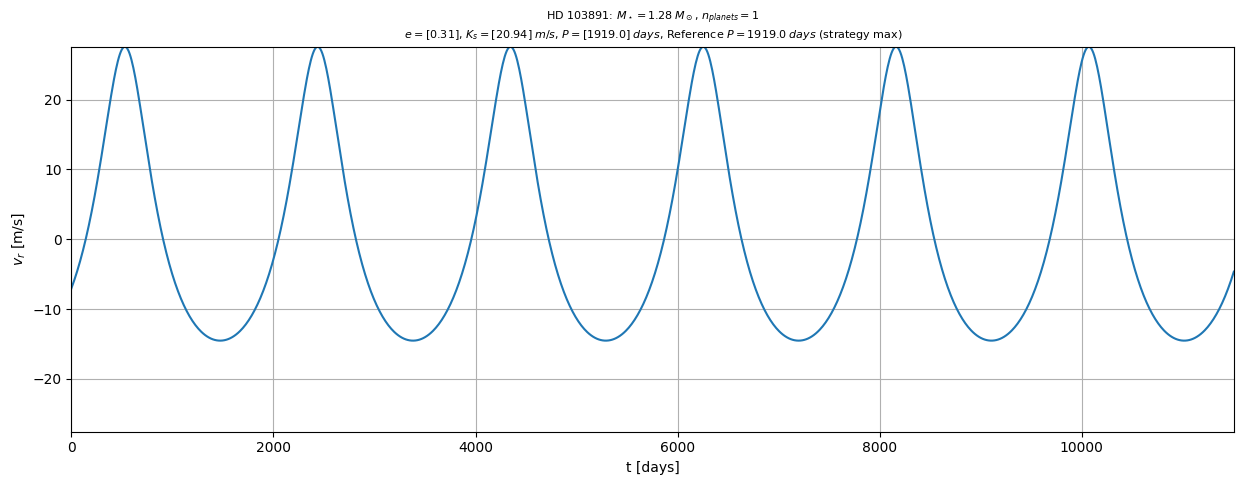 HD 103891: $M_\star = 1.28\ M_\odot$, $n_{planets} = 1$
$e = [0.31]$, $K_s = [20.94]\ m/s$, $P = [1919.0]\ days$, Reference $P = 1919.0\ days$ (strategy max)
20
10
0
−10
−20
$v_r$ [m/s]
0 2000 4000 6000 8000 10000
t [days]